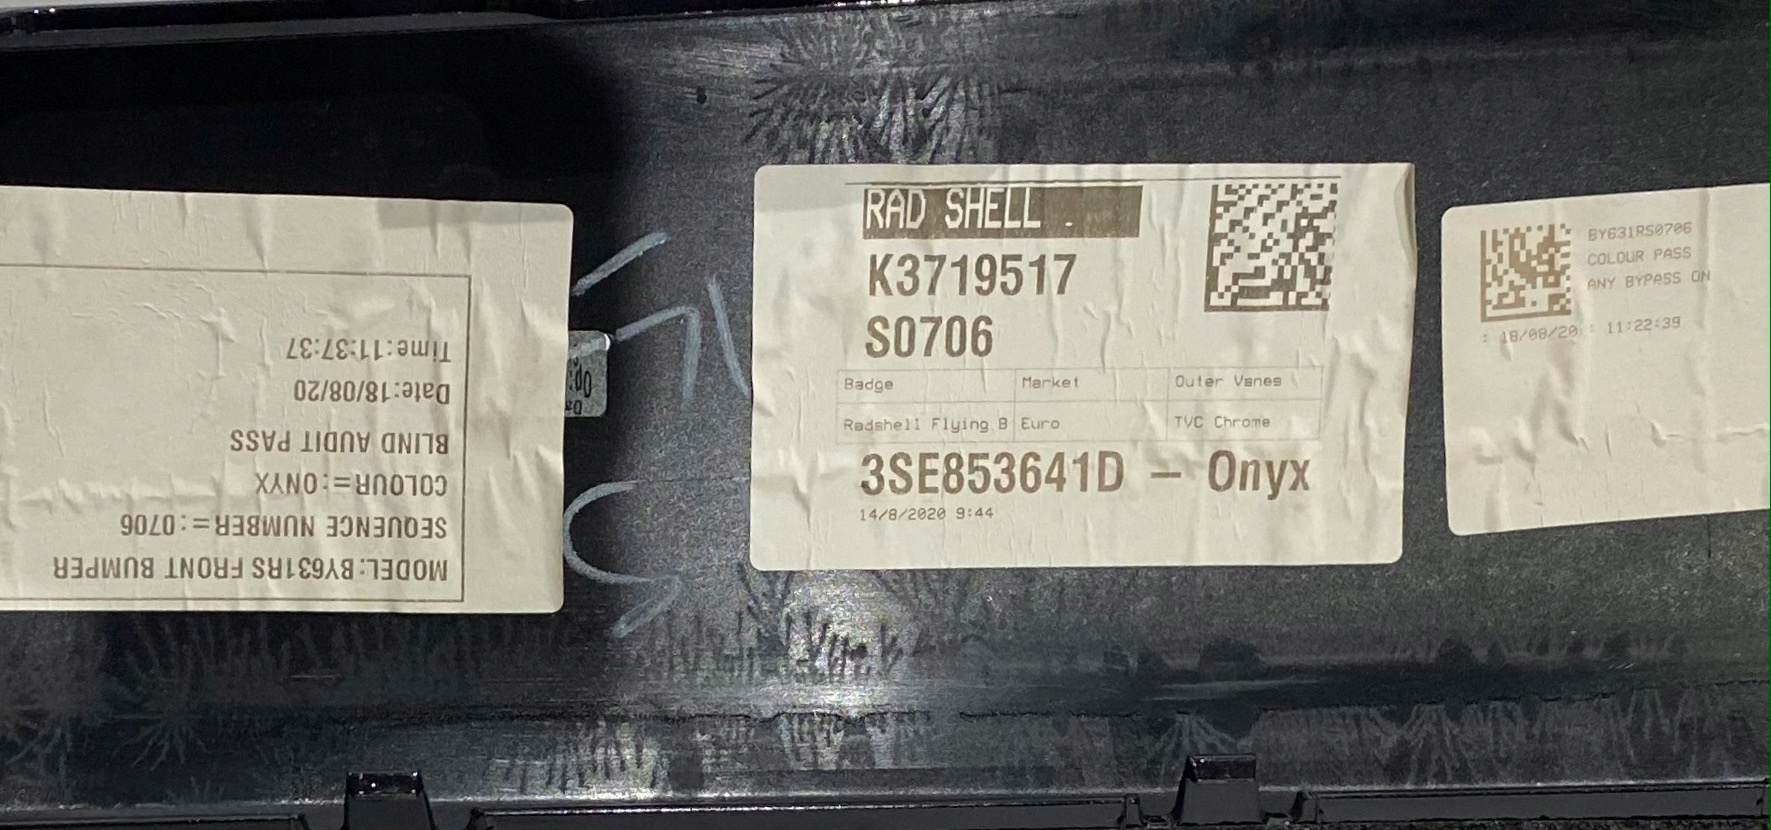 MODEL:BY631RS FRONT BUMPER
SEQUENCE NUMBER=:0706
COLOUR=:ONYX
BLIND AUDIT PASS
Date:18/08/20
Time:11:37:37
RAD SHELL .
K3719517
S0706
Badge Market Outer Vanes
Radshell Flying B Euro TVC Chrome
3SE853641D – Onyx
14/8/2020 9:44
BY631RS0706
COLOUR PASS
ANY BYPASS ON
: 18/08/20 : 11:22:39